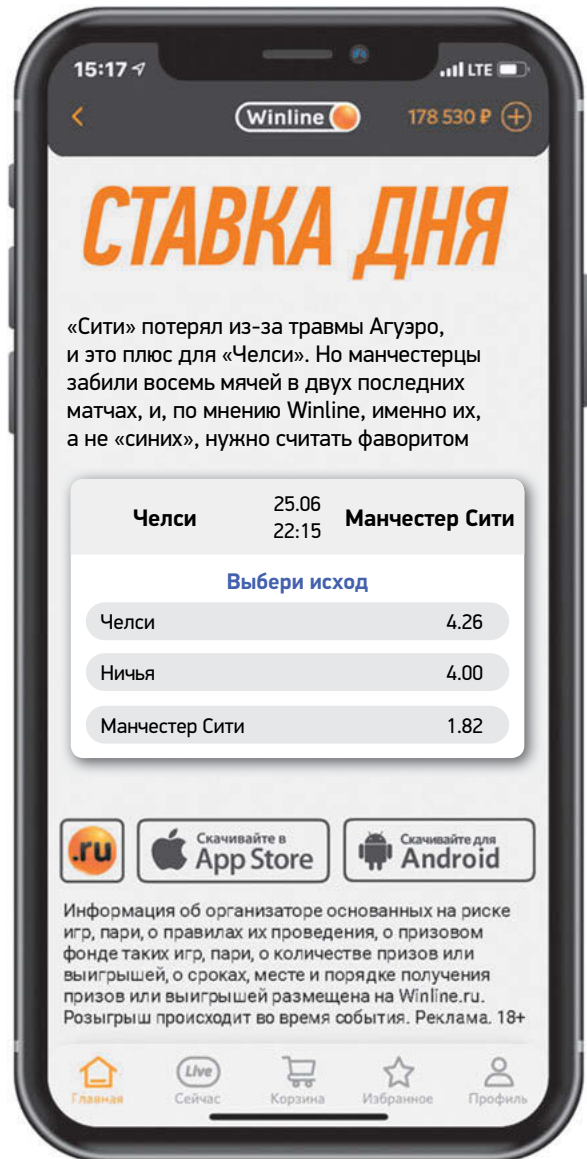 15:17
LTE
Winline
178 530 ₽
СТАВКА ДНЯ
«Сити» потерял из-за травмы Агуэро,
и это плюс для «Челси». Но манчестерцы
забили восемь мячей в двух последних
матчах, и, по мнению Winline, именно их,
а не «синих», нужно считать фаворитом
Челси
25.06
22:15
Манчестер Сити
Выбери исход
Челси 4.26
Ничья 4.00
Манчестер Сити 1.82
.ru
Скачивайте в
App Store
Скачивайте для
Android
Информация об организаторе основанных на риске
игр, пари, о правилах их проведения, о призовом
фонде таких игр, пари, о количестве призов или
выигрышей, о сроках, месте и порядке получения
призов или выигрышей размещена на Winline.ru.
Розыгрыш происходит во время события. Реклама. 18+
Live
Главная Сейчас Корзина Избранное Профиль